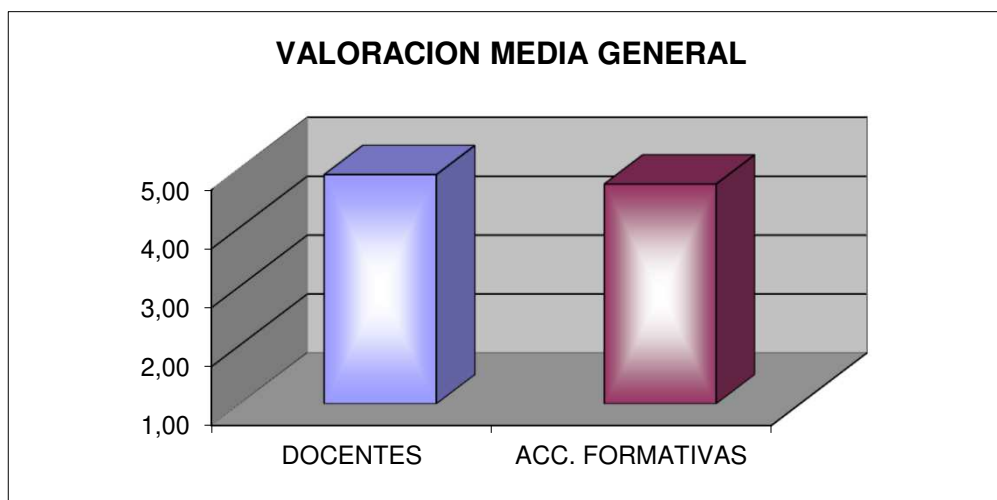 VALORACION MEDIA GENERAL
5,00
4,00
3,00
2,00
1,00
DOCENTES ACC. FORMATIVAS